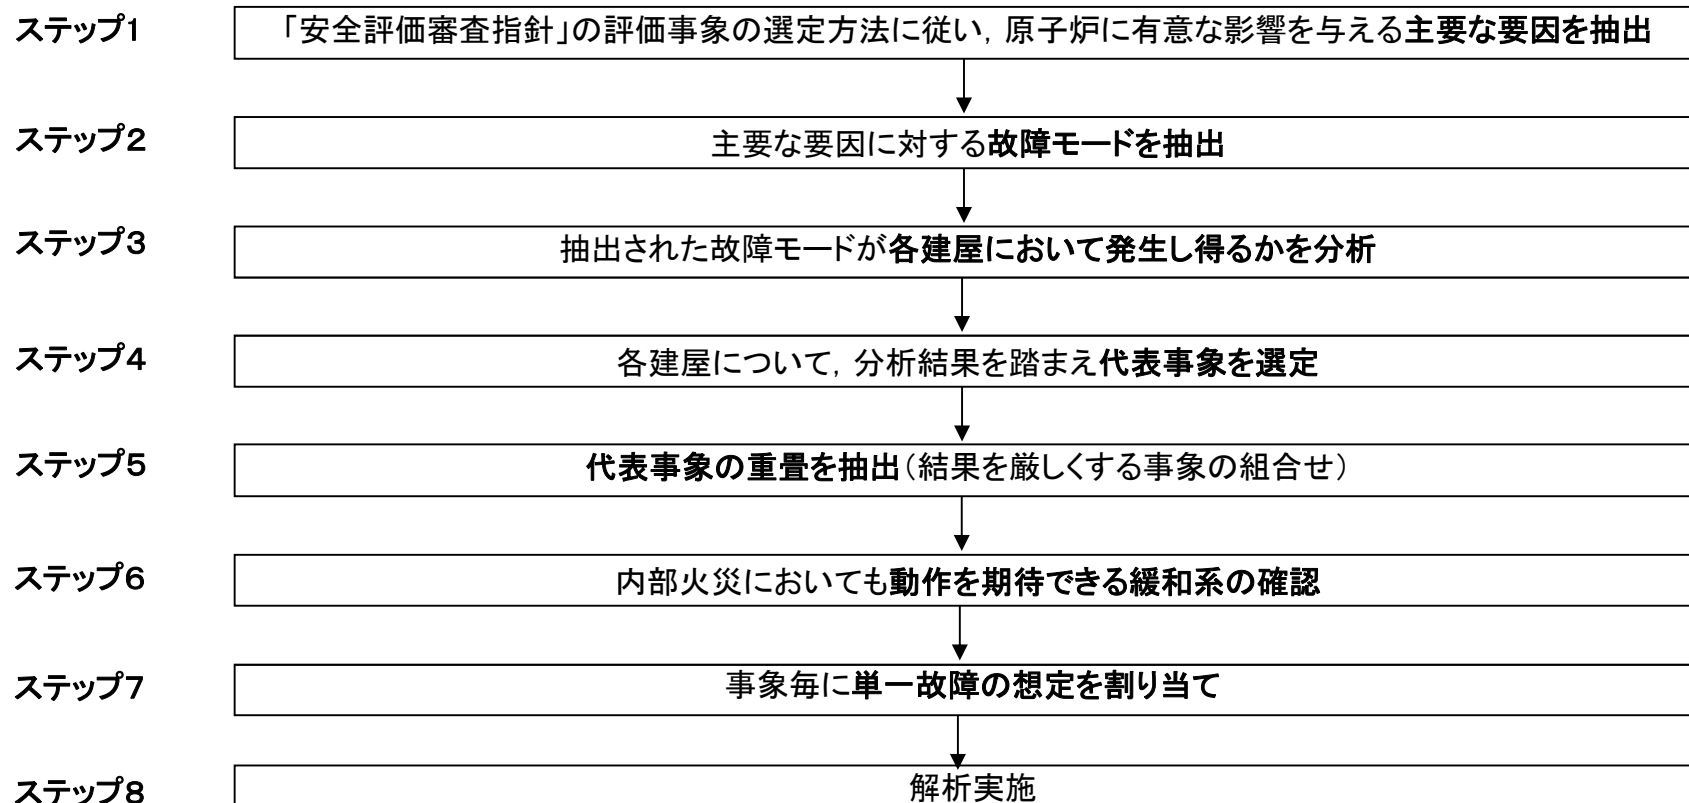 ステップ1 「安全評価審査指針」の評価事象の選定方法に従い，原子炉に有意な影響を与える主要な要因を抽出
ステップ2 主要な要因に対する故障モードを抽出
ステップ3 抽出された故障モードが各建屋において発生し得るかを分析
ステップ4 各建屋について，分析結果を踏まえ代表事象を選定
ステップ5 代表事象の重畳を抽出（結果を厳しくする事象の組合せ）
ステップ6 内部火災においても動作を期待できる緩和系の確認
ステップ7 事象毎に単一故障の想定を割り当て
ステップ8 解析実施